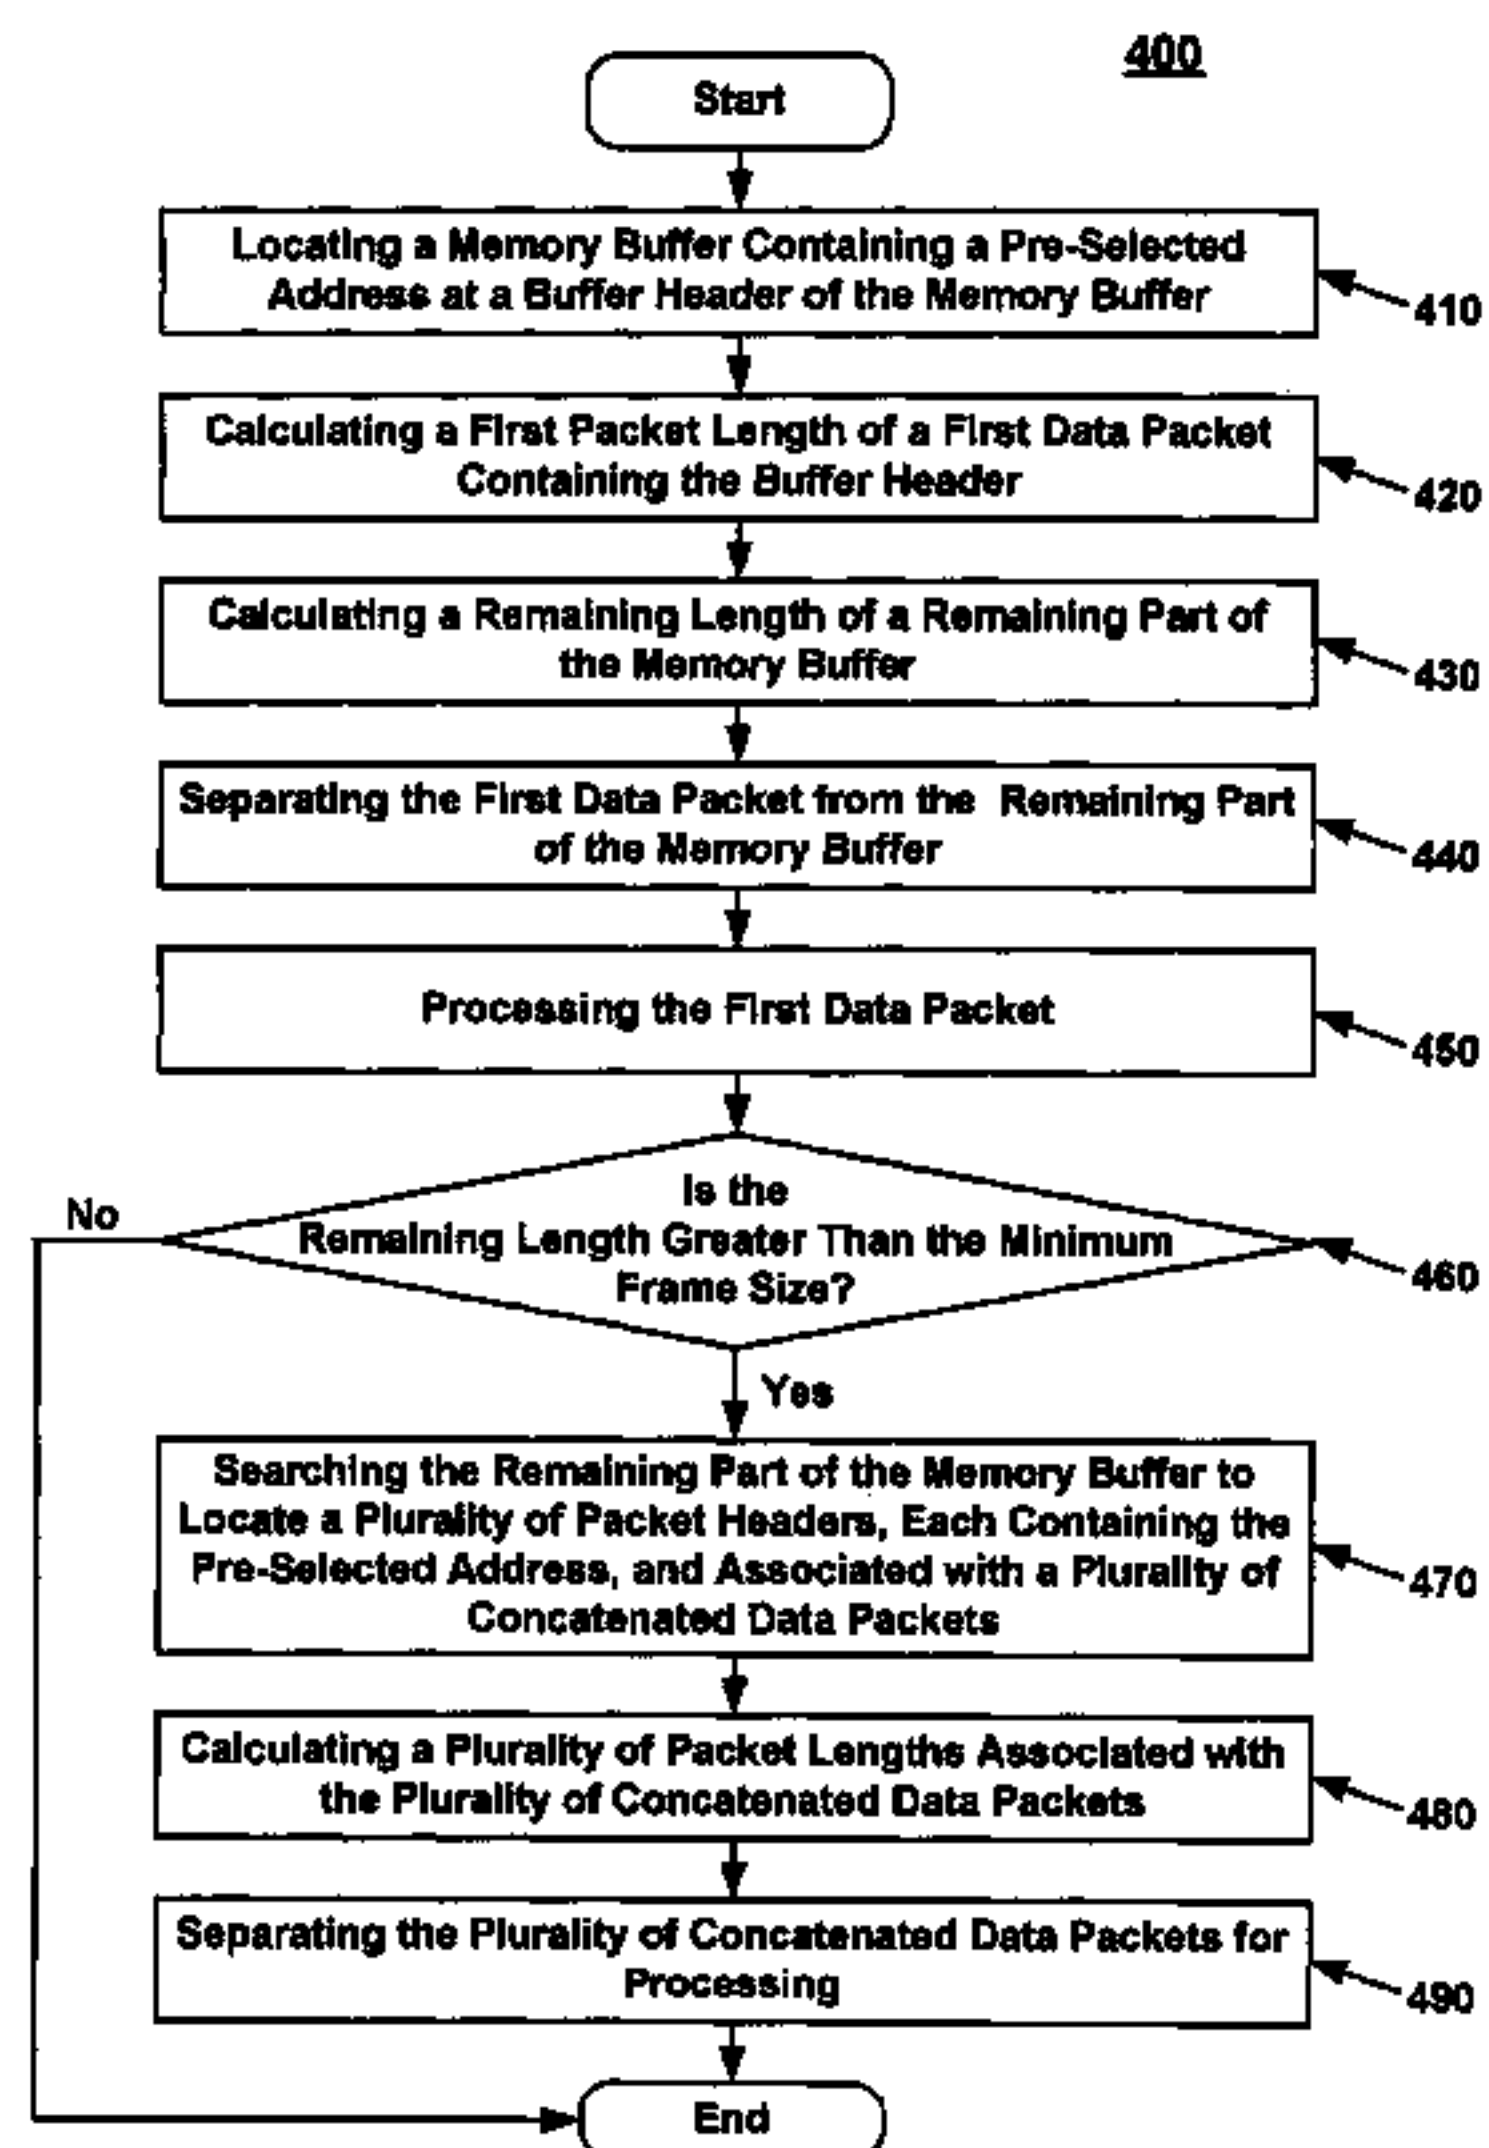 400
Start
Locating a Memory Buffer Containing a Pre-Selected
Address at a Buffer Header of the Memory Buffer
410
Calculating a First Packet Length of a First Data Packet
Containing the Buffer Header
420
Calculating a Remaining Length of a Remaining Part of
the Memory Buffer
430
Separating the First Data Packet from the Remaining Part
of the Memory Buffer
440
Processing the First Data Packet
450
Is the
Remaining Length Greater Than the Minimum
Frame Size?
460
No
Yes
Searching the Remaining Part of the Memory Buffer to
Locate a Plurality of Packet Headers, Each Containing the
Pre-Selected Address, and Associated with a Plurality of
Concatenated Data Packets
470
Calculating a Plurality of Packet Lengths Associated with
the Plurality of Concatenated Data Packets
480
Separating the Plurality of Concatenated Data Packets for
Processing
490
End